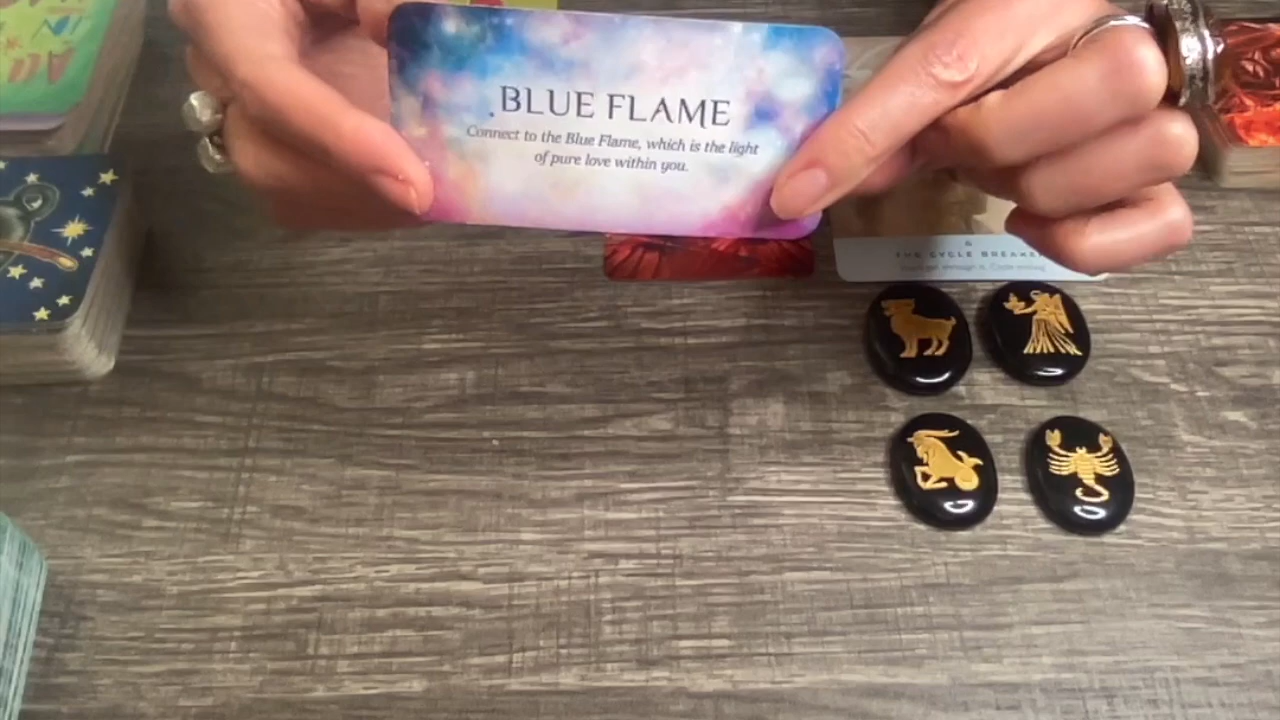 BLUE FLAME
Connect to the Blue Flame, which is the light
of pure love within you.
THE CYCLE BREAKER